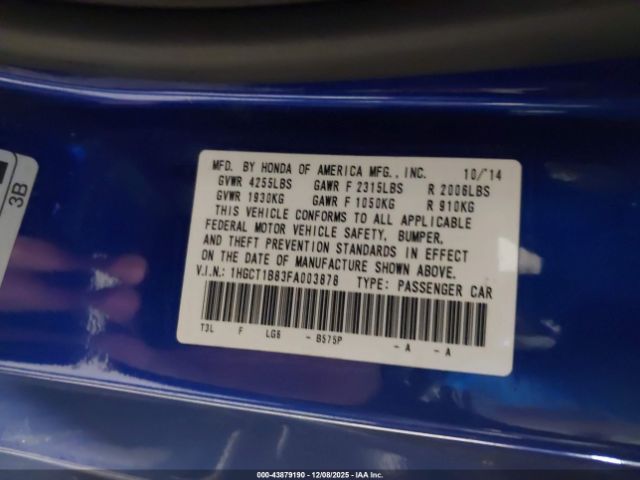 MFD. BY HONDA OF AMERICA MFG., INC. 10/'14
GVWR 4255LBS GAWR F 2315LBS R 2006LBS
GVWR 1930KG GAWR F 1050KG R 910KG
THIS VEHICLE CONFORMS TO ALL APPLICABLE
FEDERAL MOTOR VEHICLE SAFETY, BUMPER,
AND THEFT PREVENTION STANDARDS IN EFFECT
ON THE DATE OF MANUFACTURE SHOWN ABOVE.
V.I.N.: 1HGCT1B83FA003878 TYPE: PASSENGER CAR
T3L F LG6 - B575P - A - A
3B
000-43879190 - 12/08/2025 - IAA Inc.